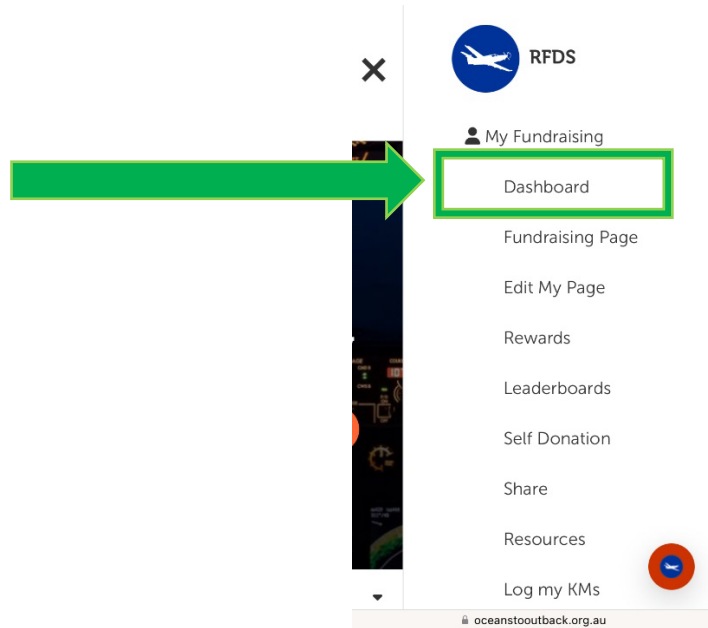 RFDS
My Fundraising
Dashboard
Fundraising Page
Edit My Page
Rewards
Leaderboards
Self Donation
Share
Resources
Log my KMs
oceanstooutback.org.au